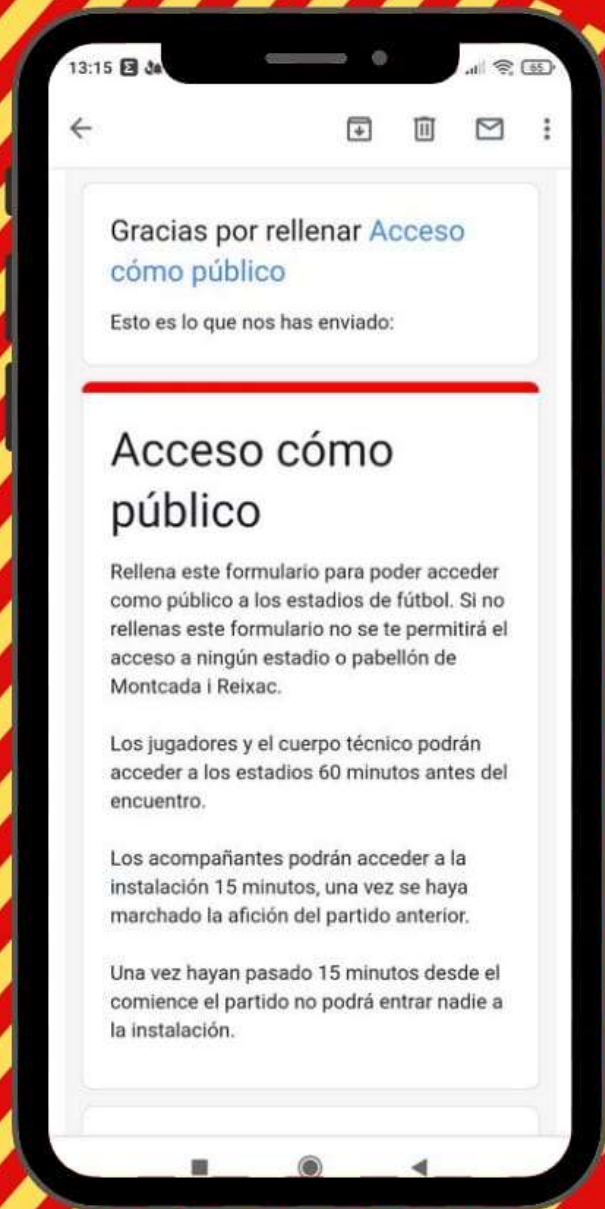 13:15
65
Gracias por rellenar Acceso
cómo público
Esto es lo que nos has enviado:
Acceso cómo
público
Rellena este formulario para poder acceder
como público a los estadios de fútbol. Si no
rellenas este formulario no se te permitirá el
acceso a ningún estadio o pabellón de
Montcada i Reixac.
Los jugadores y el cuerpo técnico podrán
acceder a los estadios 60 minutos antes del
encuentro.
Los acompañantes podrán acceder a la
instalación 15 minutos, una vez se haya
marchado la afición del partido anterior.
Una vez hayan pasado 15 minutos desde el
comience el partido no podrá entrar nadie a
la instalación.